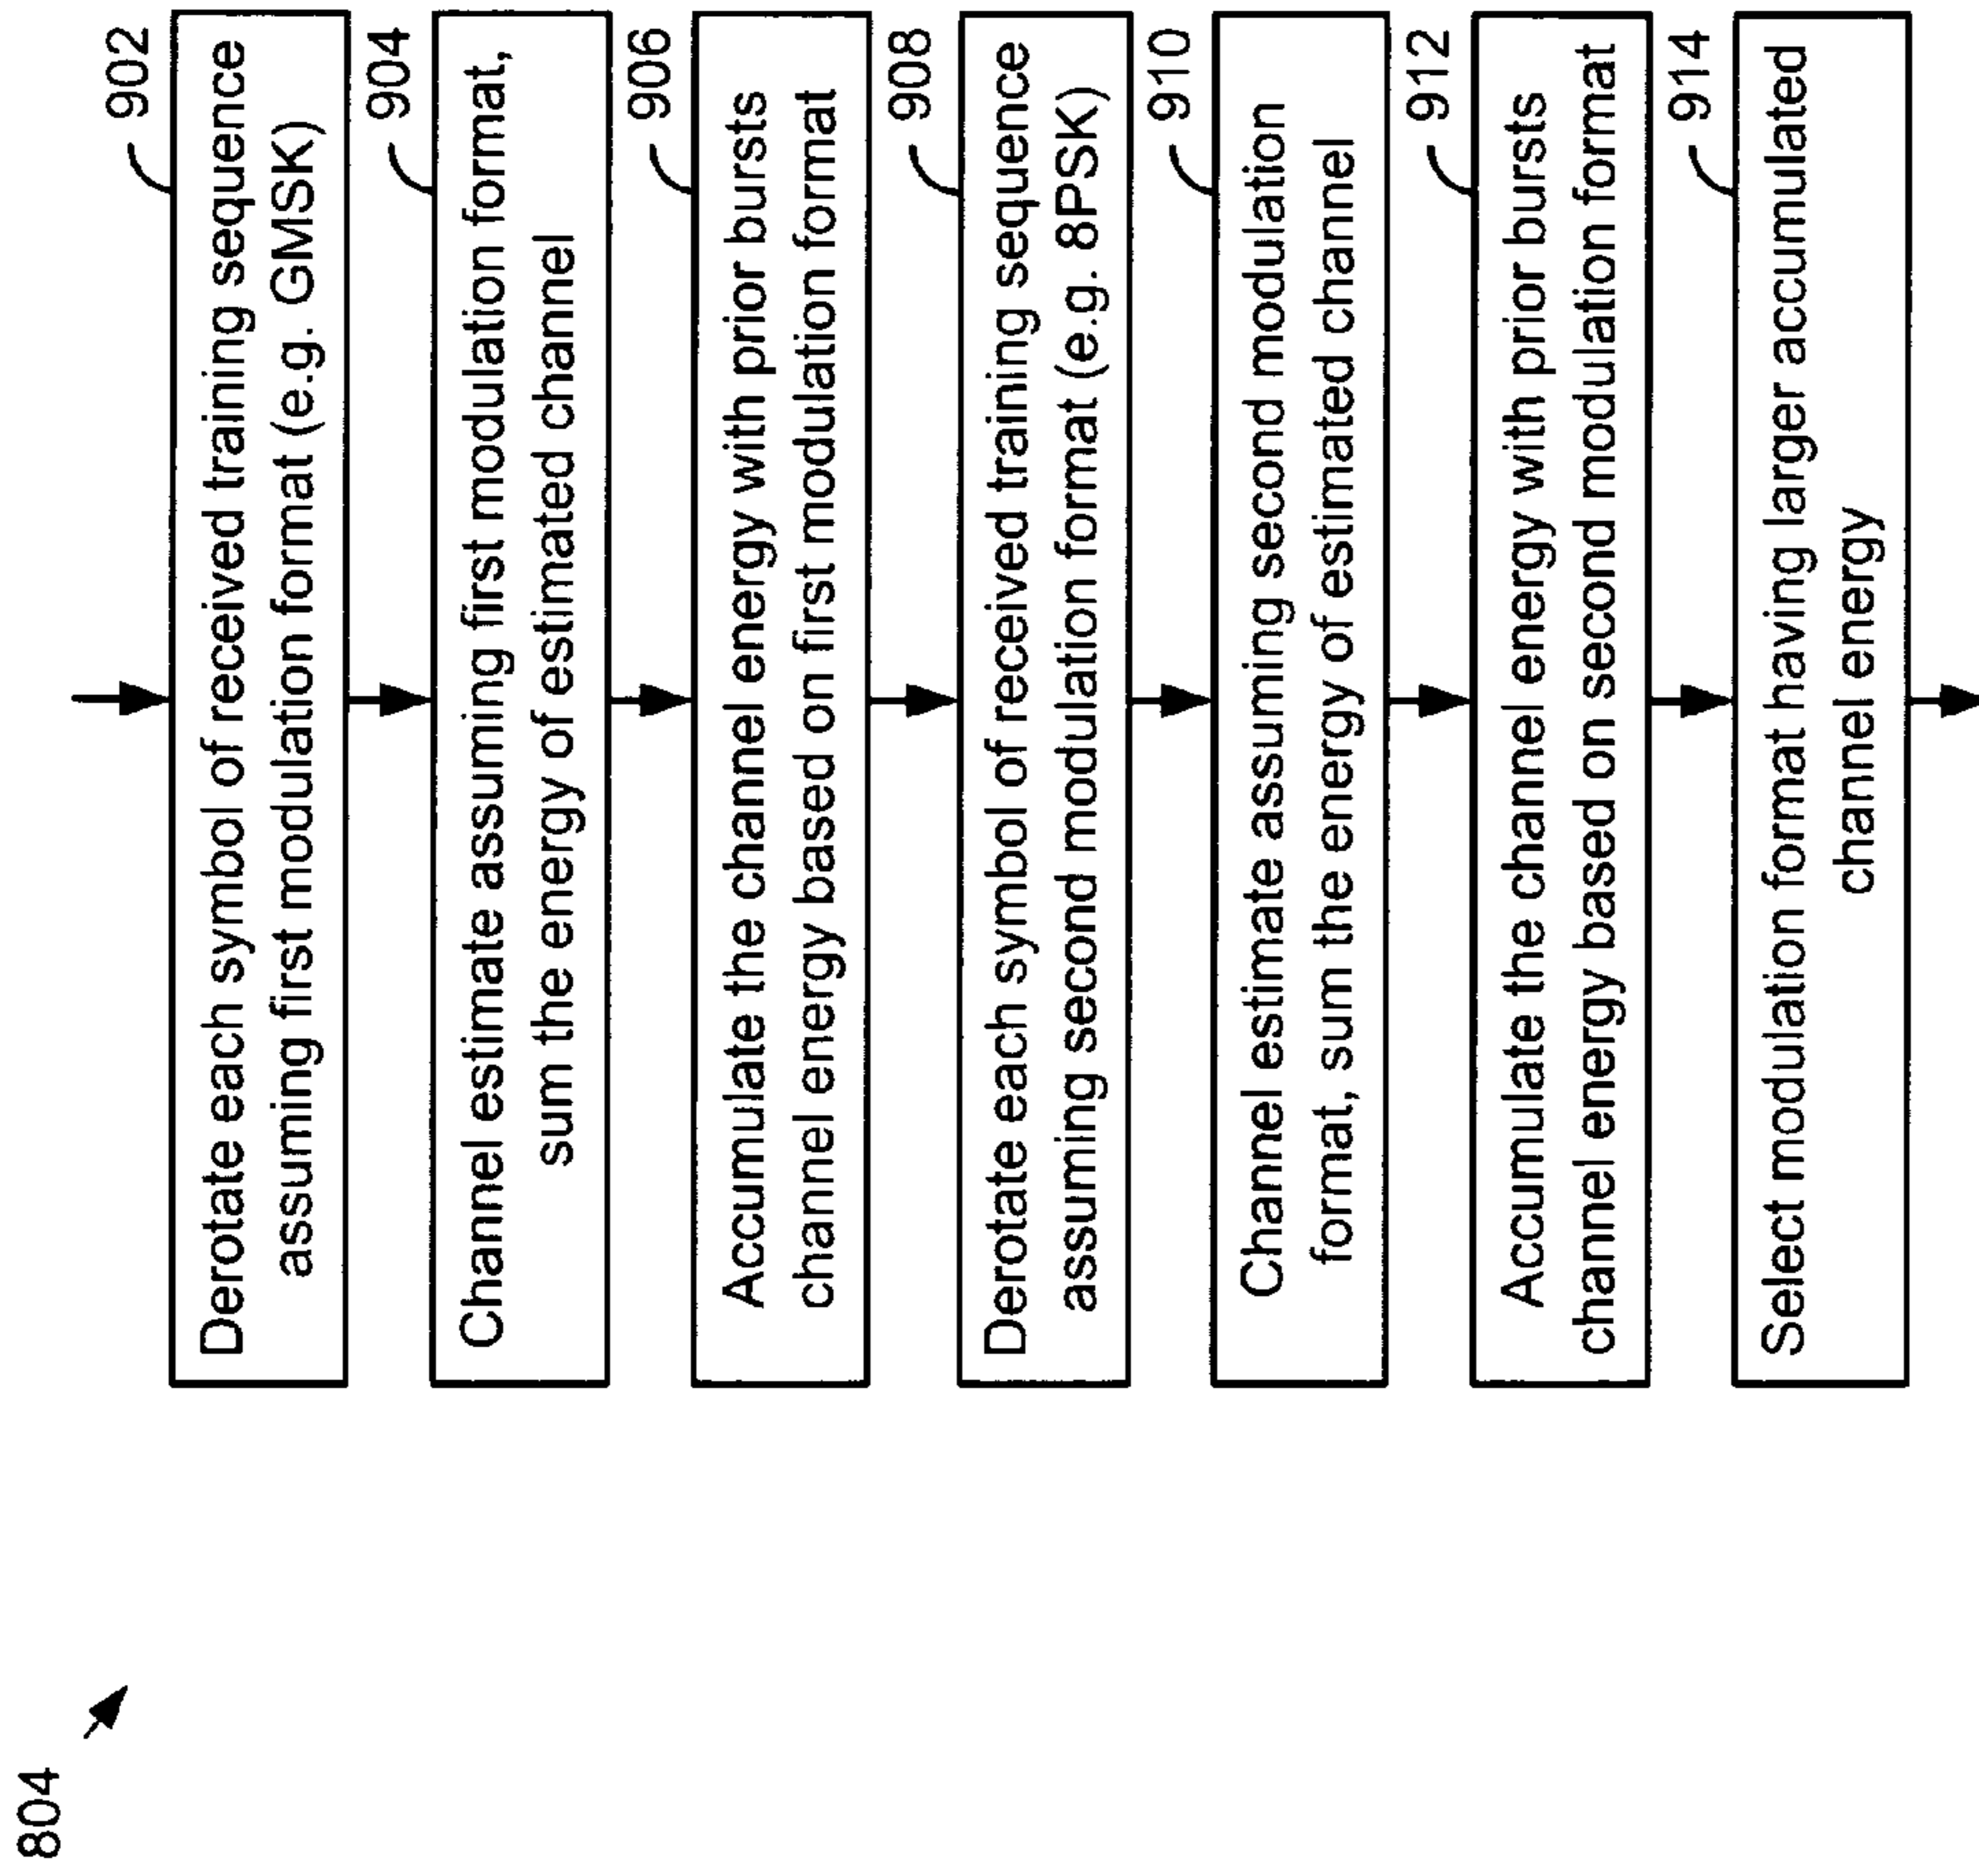 804
902
Derotate each symbol of received training sequence
assuming first modulation format (e.g. GMSK)
904
Channel estimate assuming first modulation format,
sum the energy of estimated channel
906
Accumulate the channel energy with prior bursts
channel energy based on first modulation format
908
Derotate each symbol of received training sequence
assuming second modulation format (e.g. 8PSK)
910
Channel estimate assuming second modulation
format, sum the energy of estimated channel
912
Accumulate the channel energy with prior bursts
channel energy based on second modulation format
914
Select modulation format having larger accumulated
channel energy